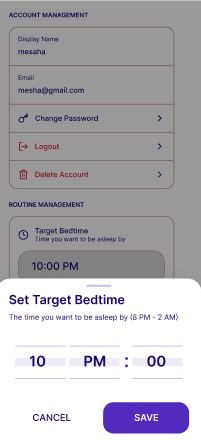 ACCOUNT MANAGEMENT
Display Name
mesaha
Email
mesha@gmail.com
Change Password
Logout
Delete Account
ROUTINE MANAGEMENT
Target Bedtime
Time you want to be asleep by
10:00 PM
Set Target Bedtime
The time you want to be asleep by (8 PM - 2 AM)
10 PM : 00
CANCEL SAVE